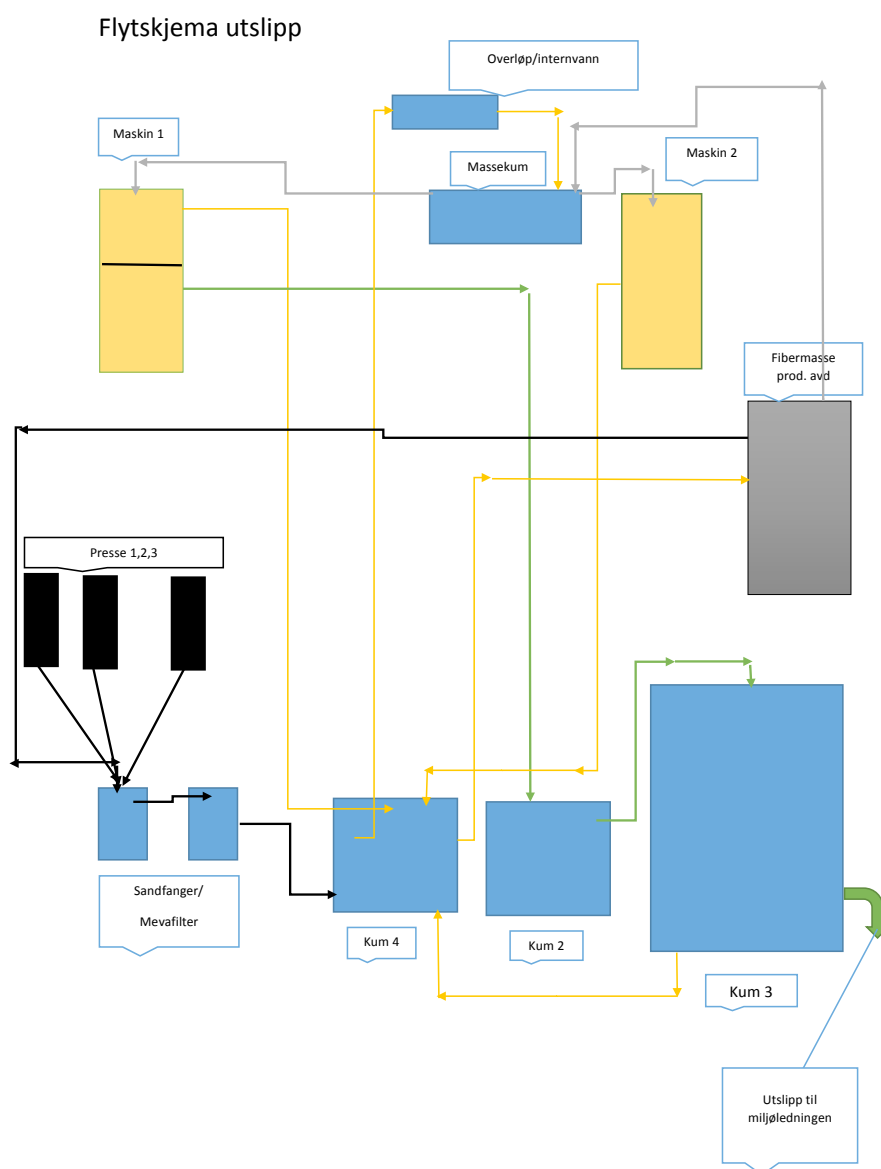 Flytskjema utslipp
Overløp/internvann
Maskin 1
Massekum
Maskin 2
Fibermasse
prod. avd
Presse 1,2,3
Sandfanger/
Mevafilter
Kum 4
Kum 2
Kum 3
Utslipp til
miljøledningen